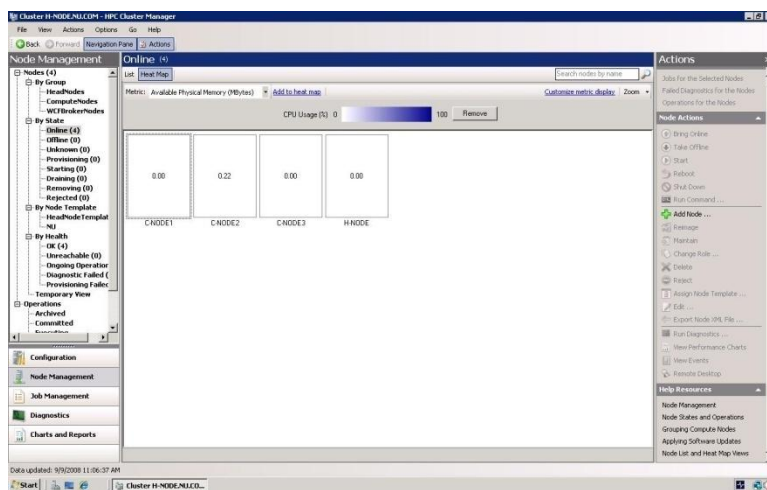 Cluster H-NODE.NU.COM - HPC Cluster Manager
File View Actions Options Go Help
Back Forward Navigation Pane Actions
Node Management
Nodes (4)
By Group
HeadNodes
ComputeNodes
WCFBrokerNodes
By State
Online (4)
Offline (0)
Unknown (0)
Provisioning (0)
Starting (0)
Draining (0)
Removing (0)
Rejected (0)
By Node Template
HeadNodeTemplat
NU
By Health
OK (4)
Unreachable (0)
Ongoing Operation
Diagnostic Failed (
Provisioning Failed
Temporary View
Operations
Archived
Committed
Configuration
Node Management
Job Management
Diagnostics
Charts and Reports
Online (4)
List Heat Map Search nodes by name
Metric: Available Physical Memory (MBytes) Add to heat map Customize metric display Zoom
CPU Usage (%) 0 100 Remove
0.00 0.22 0.00 0.00
C-NODE1 C-NODE2 C-NODE3 H-NODE
Actions
Jobs for the Selected Nodes
Failed Diagnostics for the Nodes
Operations for the Nodes
Node Actions
Bring Online
Take Offline
Start
Reboot
Shut Down
Run Command ...
Add Node ...
Reimage
Maintain
Change Role ...
Delete
Reject
Assign Node Template ...
Edit ...
Export Node XML File ...
Run Diagnostics ...
View Performance Charts
View Events
Remote Desktop
Help Resources
Node Management
Node States and Operations
Grouping Compute Nodes
Applying Software Updates
Node List and Heat Map Views
Data updated: 9/9/2008 11:06:37 AM
Start Cluster H-NODE.NU.CO...